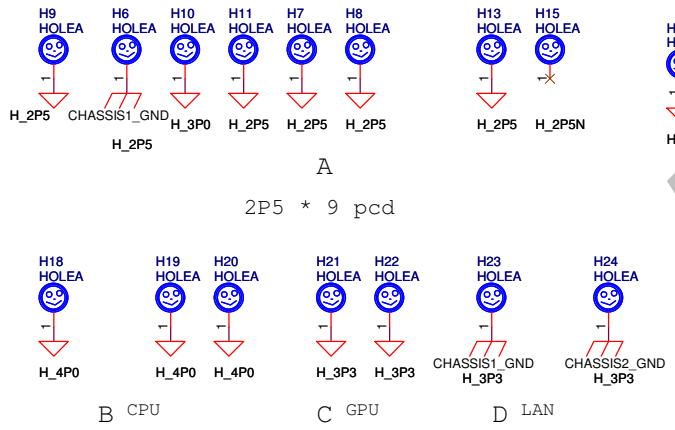 H9 H6 H10 H11 H7 H8 H13 H15 H
HOLEA HOLEA HOLEA HOLEA HOLEA HOLEA HOLEA HOLEA H
1 1 1 1 1 1 1 1 1
H_2P5 CHASSIS1_GND H_3P0 H_2P5 H_2P5 H_2P5 H_2P5 H_2P5N H
H_2P5
A
2P5 * 9 pcd
H18 H19 H20 H21 H22 H23 H24
HOLEA HOLEA HOLEA HOLEA HOLEA HOLEA HOLEA
1 1 1 1 1 1 1
CHASSIS1_GND CHASSIS2_GND
H_4P0 H_4P0 H_4P0 H_3P3 H_3P3 H_3P3 H_3P3
B CPU C GPU D LAN